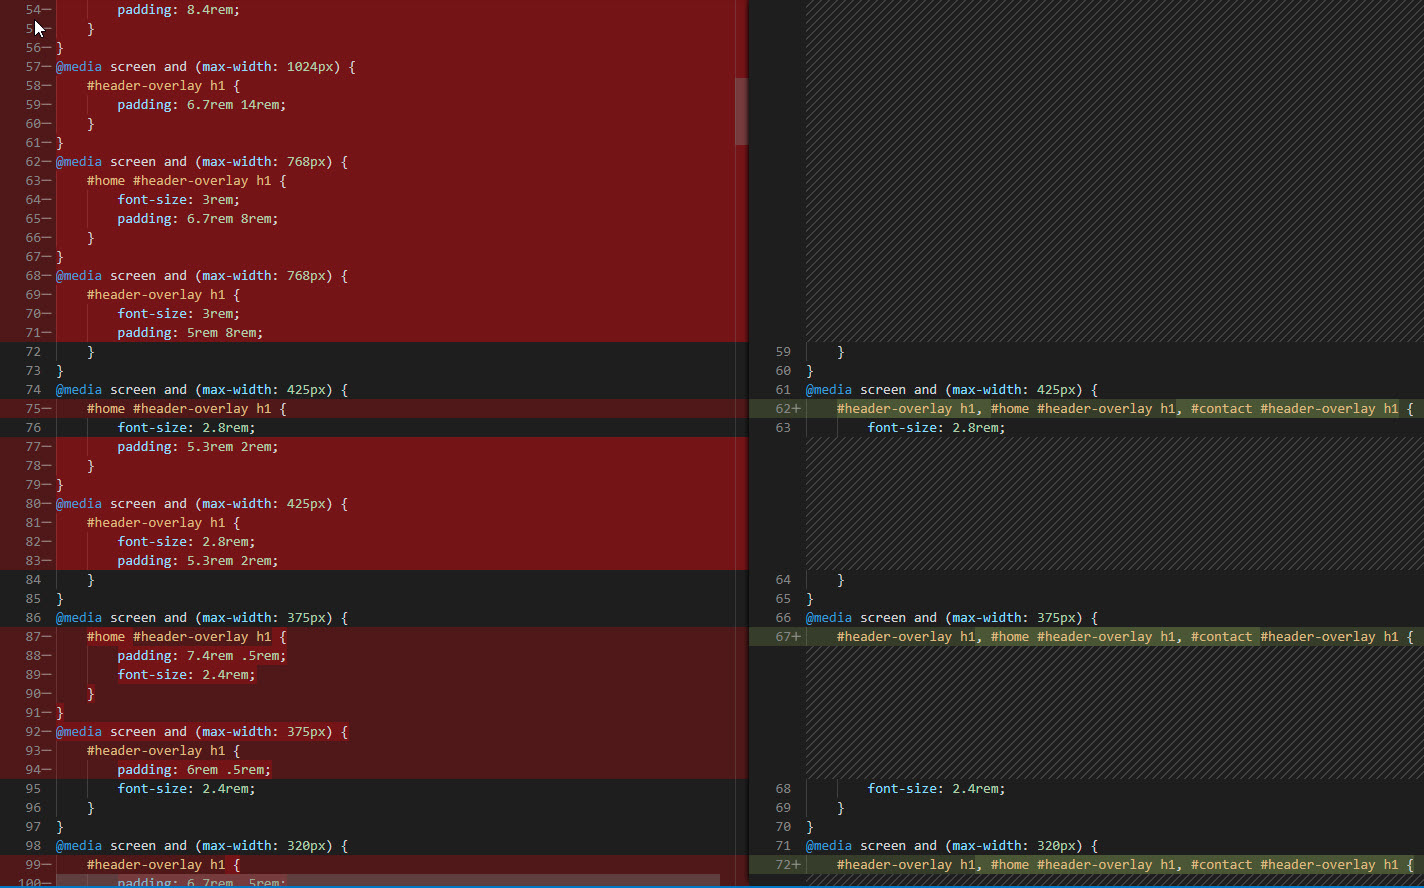 54— padding: 8.4rem;
}
56— }
57— @media screen and (max-width: 1024px) {
58— #header-overlay h1 {
59— padding: 6.7rem 14rem;
60— }
61— }
62— @media screen and (max-width: 768px) {
63— #home #header-overlay h1 {
64— font-size: 3rem;
65— padding: 6.7rem 8rem;
66— }
67— }
68— @media screen and (max-width: 768px) {
69— #header-overlay h1 {
70— font-size: 3rem;
71— padding: 5rem 8rem;
72 }
73 }
74 @media screen and (max-width: 425px) {
75— #home #header-overlay h1 {
76 font-size: 2.8rem;
77— padding: 5.3rem 2rem;
78— }
79— }
80— @media screen and (max-width: 425px) {
81— #header-overlay h1 {
82— font-size: 2.8rem;
83— padding: 5.3rem 2rem;
84 }
85 }
86 @media screen and (max-width: 375px) {
87— #home #header-overlay h1 {
88— padding: 7.4rem .5rem;
89— font-size: 2.4rem;
90— }
91— }
92— @media screen and (max-width: 375px) {
93— #header-overlay h1 {
94— padding: 6rem .5rem;
95 font-size: 2.4rem;
96 }
97 }
98 @media screen and (max-width: 320px) {
99— #header-overlay h1 {
100— padding: 6.7rem .5rem;
59 }
60 }
61 @media screen and (max-width: 425px) {
62+ #header-overlay h1, #home #header-overlay h1, #contact #header-overlay h1 {
63 font-size: 2.8rem;
64 }
65 }
66 @media screen and (max-width: 375px) {
67+ #header-overlay h1, #home #header-overlay h1, #contact #header-overlay h1 {
68 font-size: 2.4rem;
69 }
70 }
71 @media screen and (max-width: 320px) {
72+ #header-overlay h1, #home #header-overlay h1, #contact #header-overlay h1 {